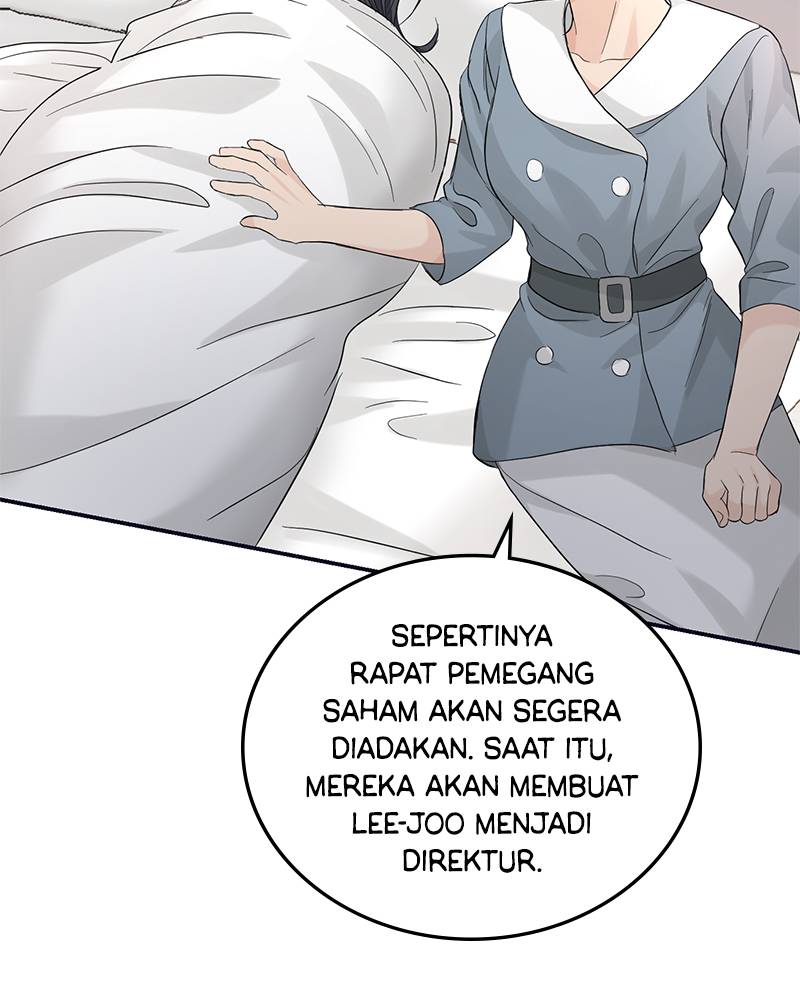 SEPERTINYA
RAPAT PEMEGANG
SAHAM AKAN SEGERA
DIADAKAN. SAAT ITU,
MEREKA AKAN MEMBUAT
LEE-JOO MENJADI
DIREKTUR.